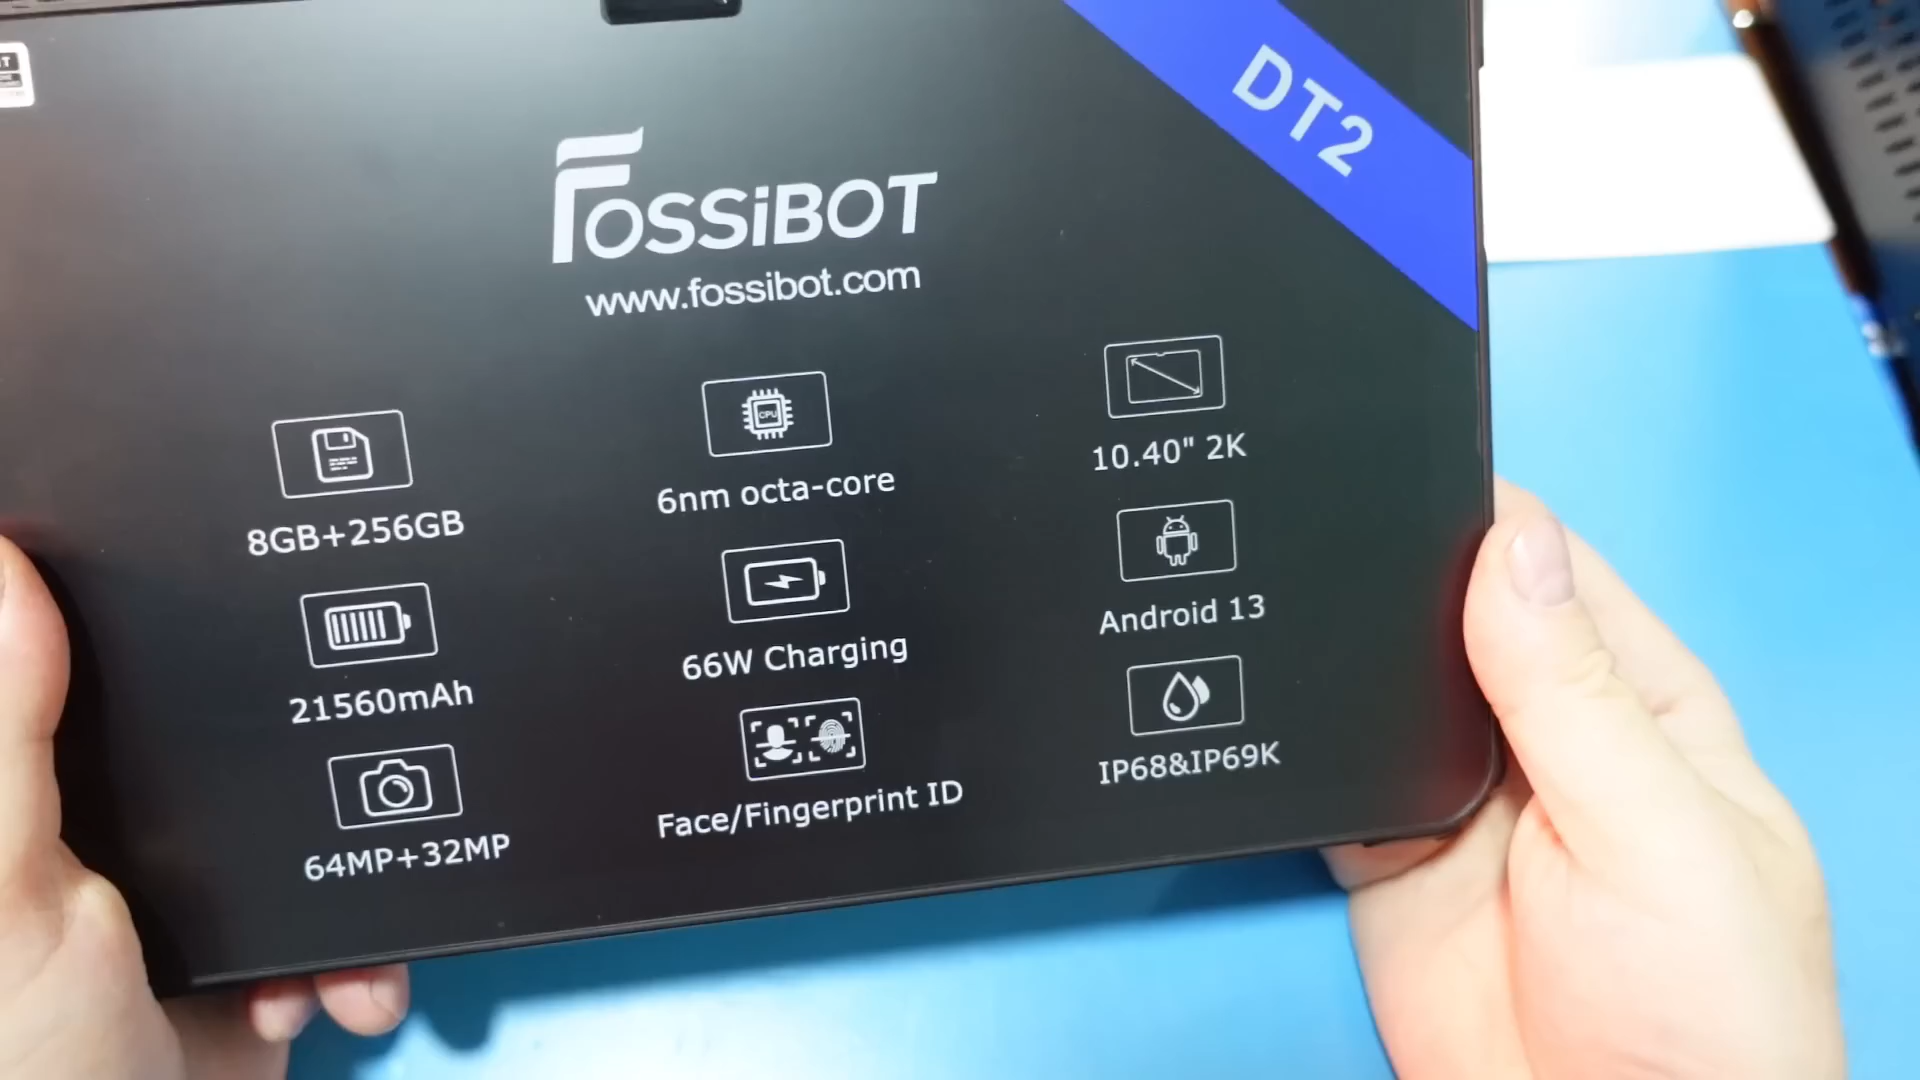 DT2
FOSSiBOT
www.fossibot.com
8GB+256GB
CPU
6nm octa-core
10.40" 2K
21560mAh
66W Charging
Android 13
64MP+32MP
Face/Fingerprint ID
IP68&IP69K